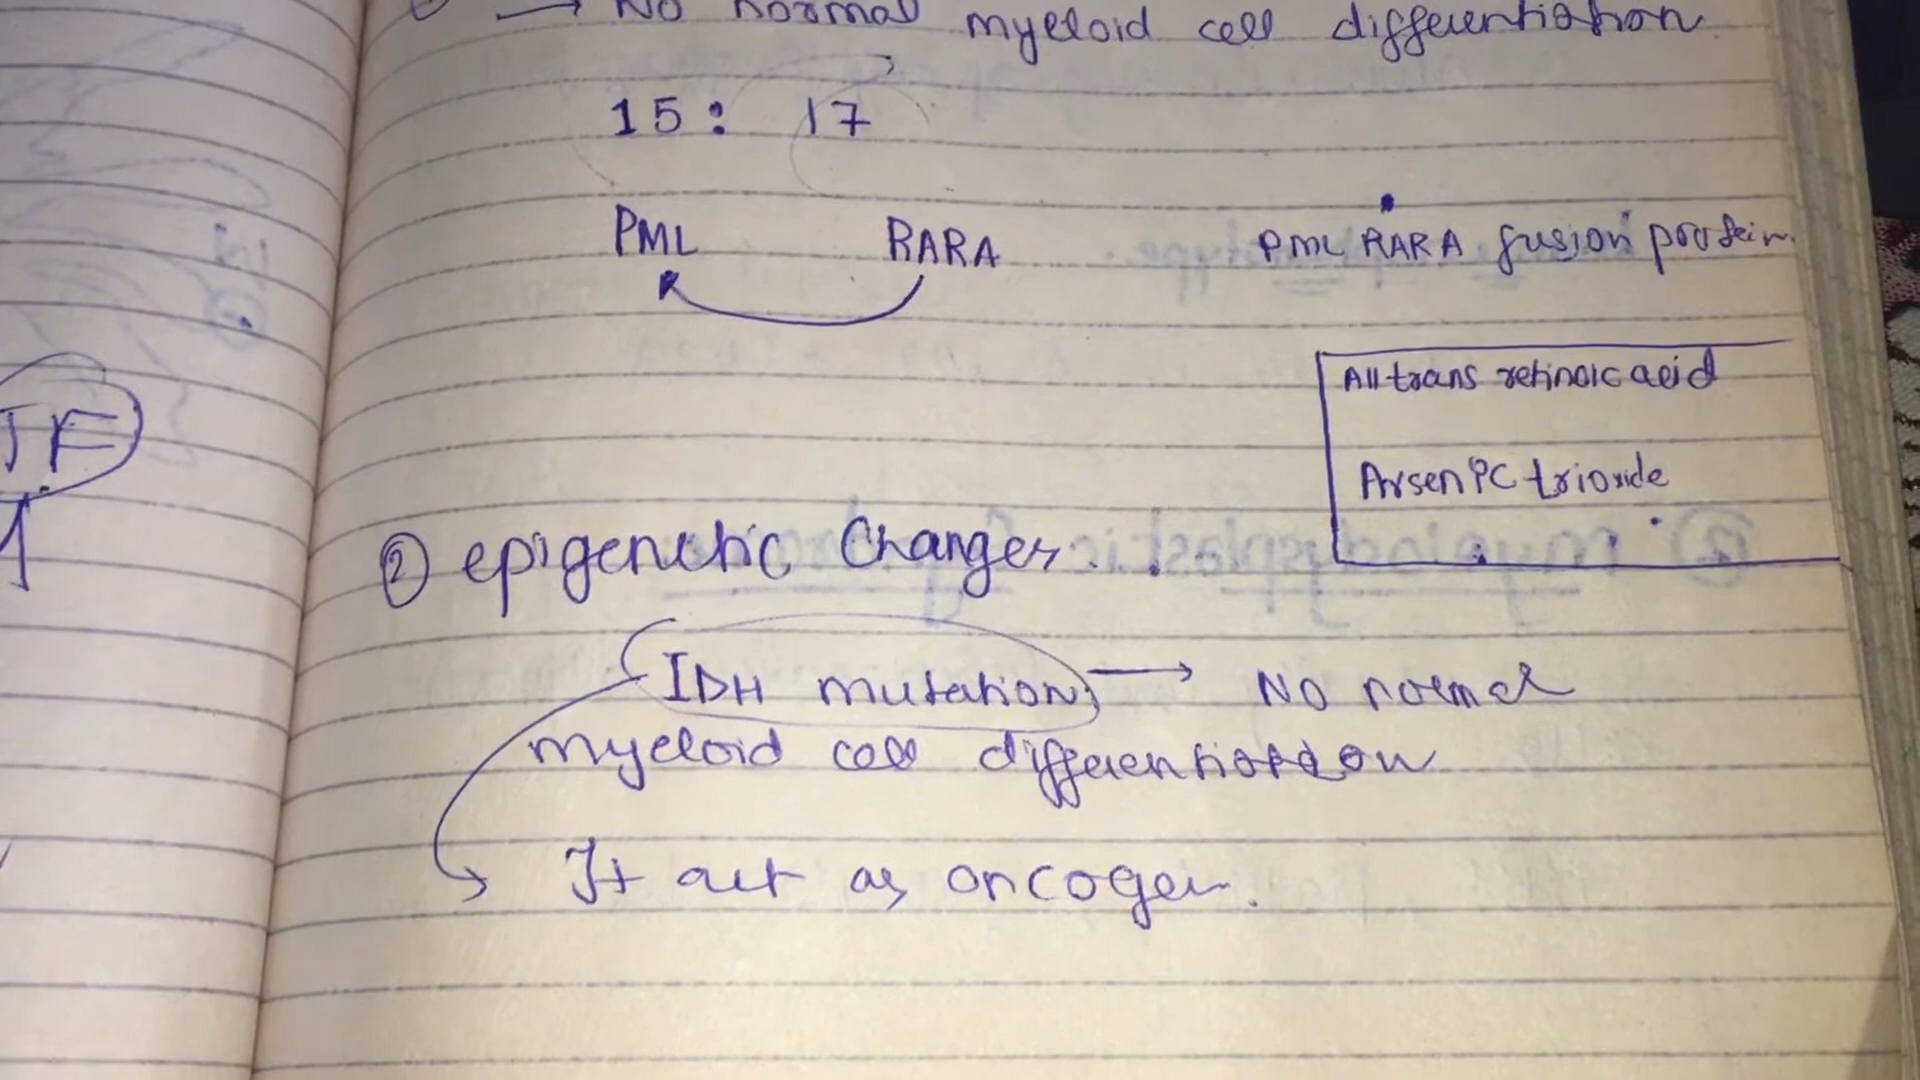 → No normal myeloid cell differentiation
15: 17
PML RARA PML RARA fusion protein.
All trans retinoic acid
Arsenic trioxide
② epigenetic Changes.
IDH mutation → No normal
myeloid cell differentiation
It act as oncogen.
TF